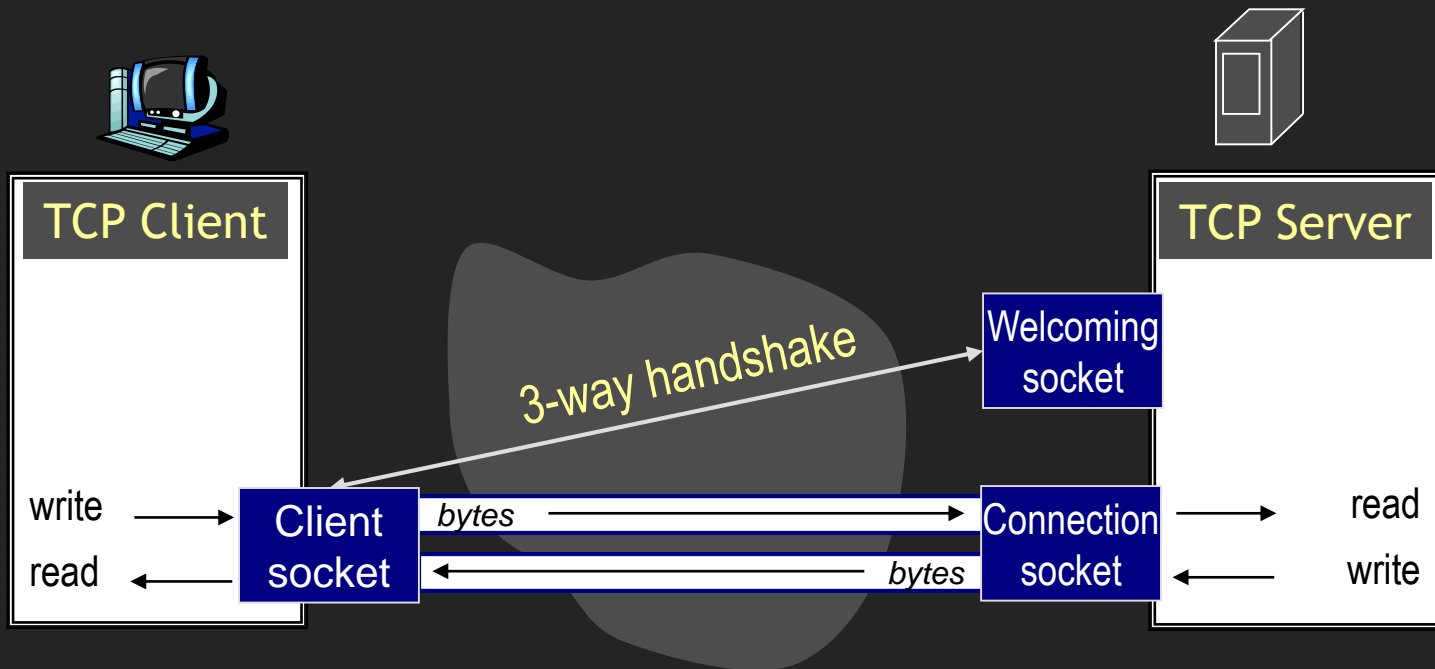 TCP Client
TCP Server
3-way handshake
Welcoming
socket
write
Client
socket
bytes
Connection
socket
read
read
bytes
write